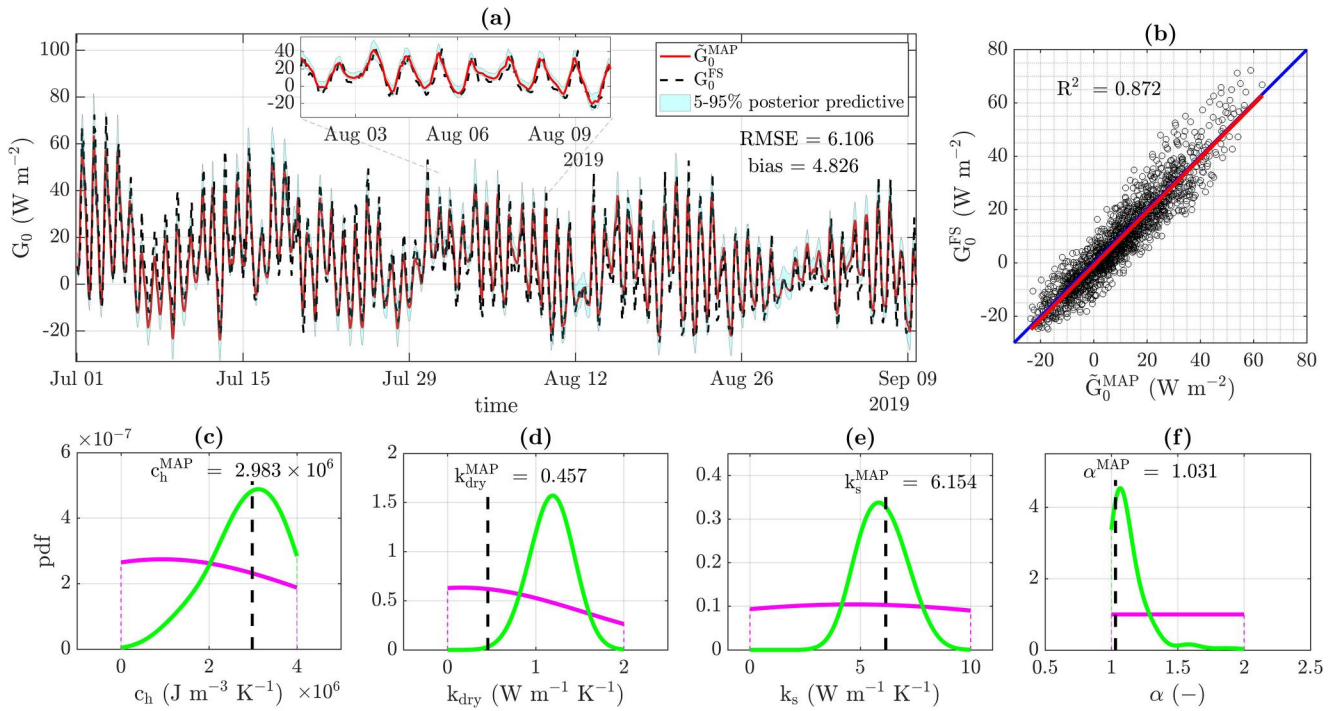 (a)
G̃₀ᴹᴬᴾ
G₀ꟳˢ
5-95% posterior predictive
RMSE = 6.106
bias = 4.826
40
20
0
-20
Aug 03
Aug 06
Aug 09
2019
100
80
60
40
20
0
-20
G₀ (W m⁻²)
Jul 01
Jul 15
Jul 29
Aug 12
Aug 26
Sep 09
2019
time
(b)
R² = 0.872
80
60
40
20
0
-20
G₀ꟳˢ (W m⁻²)
-20
0
20
40
60
80
G̃₀ᴹᴬᴾ (W m⁻²)
(c)
×10⁻⁷
cₕᴹᴬᴾ = 2.983 × 10⁶
6
4
2
0
pdf
0
2
4
cₕ (J m⁻³ K⁻¹)
×10⁶
(d)
k_dry^MAP = 0.457
2
1.5
1
0.5
0
0
1
2
k_dry (W m⁻¹ K⁻¹)
(e)
kₛᴹᴬᴾ = 6.154
0.4
0.3
0.2
0.1
0
0
5
10
kₛ (W m⁻¹ K⁻¹)
(f)
αᴹᴬᴾ = 1.031
4
2
0
0.5
1
1.5
2
2.5
α (−)